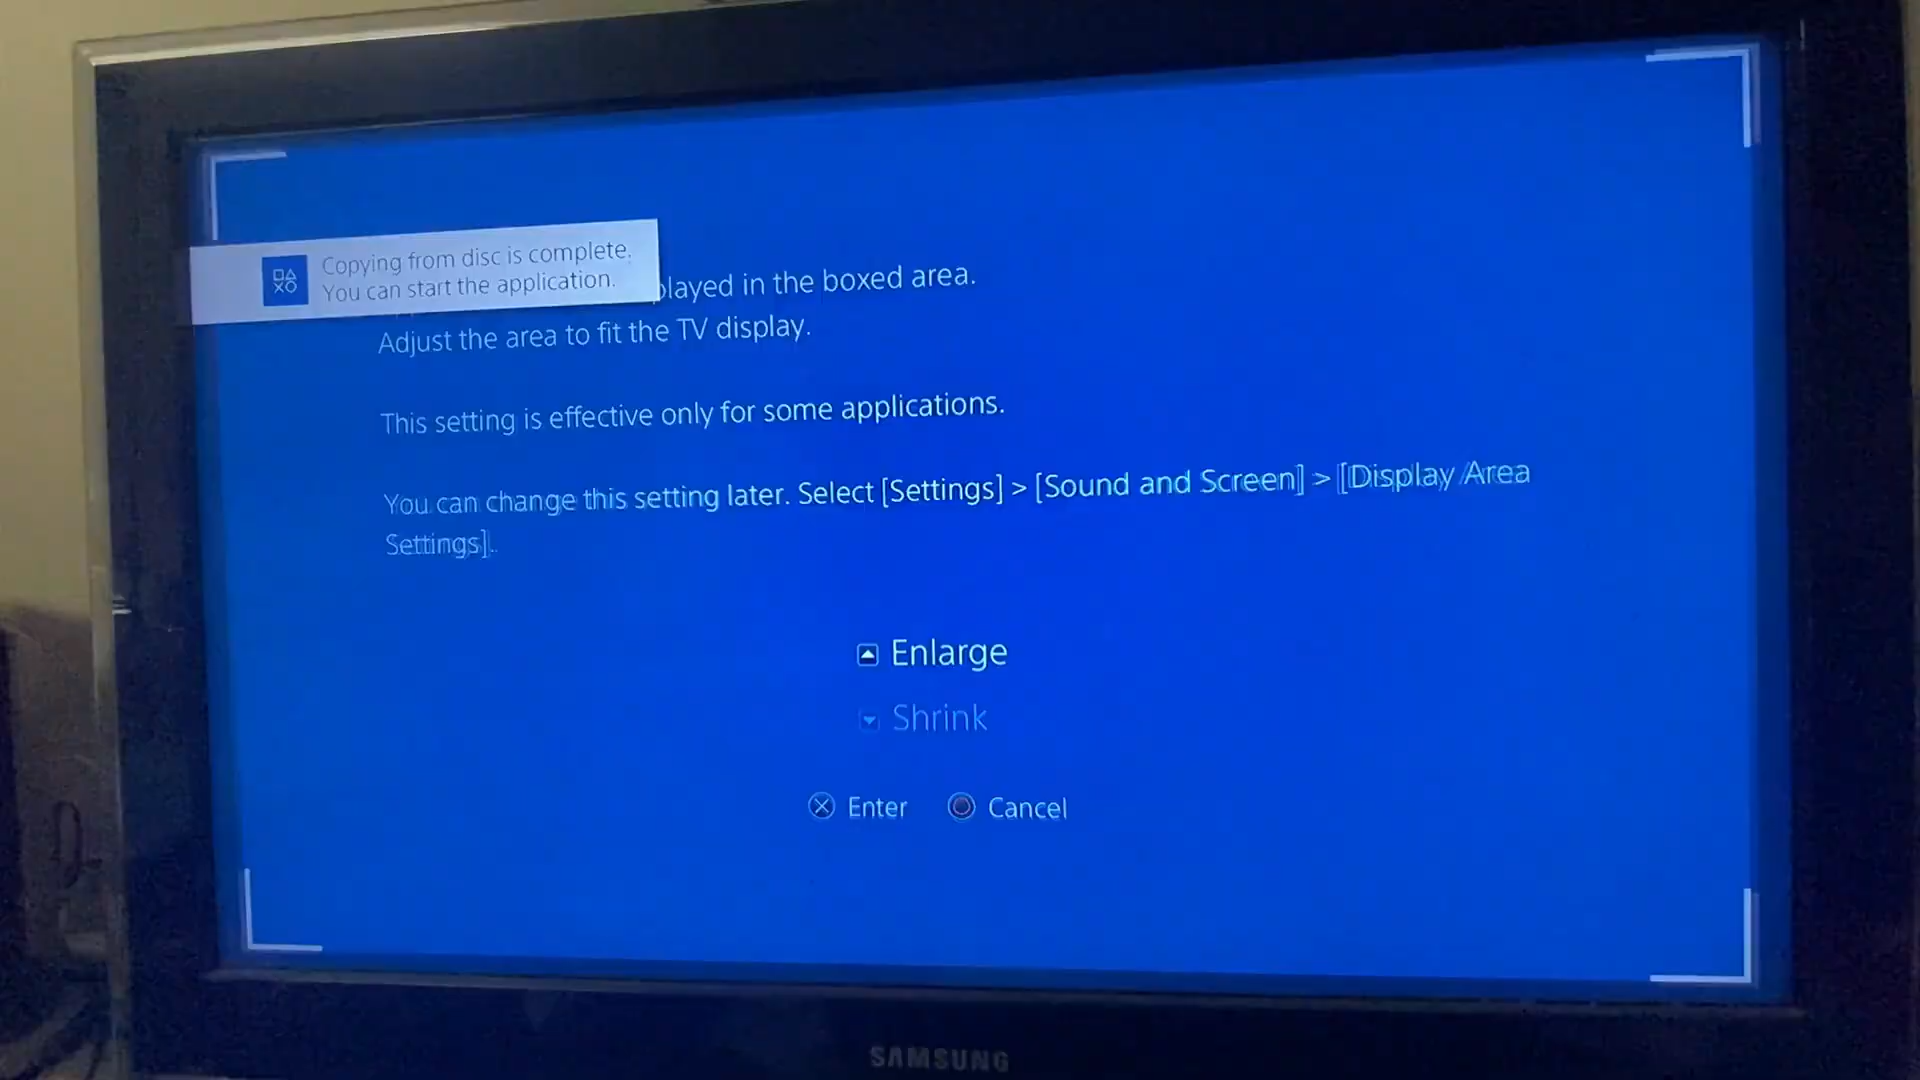 Copying from disc is complete.
You can start the application.
played in the boxed area.
Adjust the area to fit the TV display.
This setting is effective only for some applications.
You can change this setting later. Select [Settings] > [Sound and Screen] > [Display Area
Settings].
Enlarge
Shrink
Enter Cancel
SAMSUNG